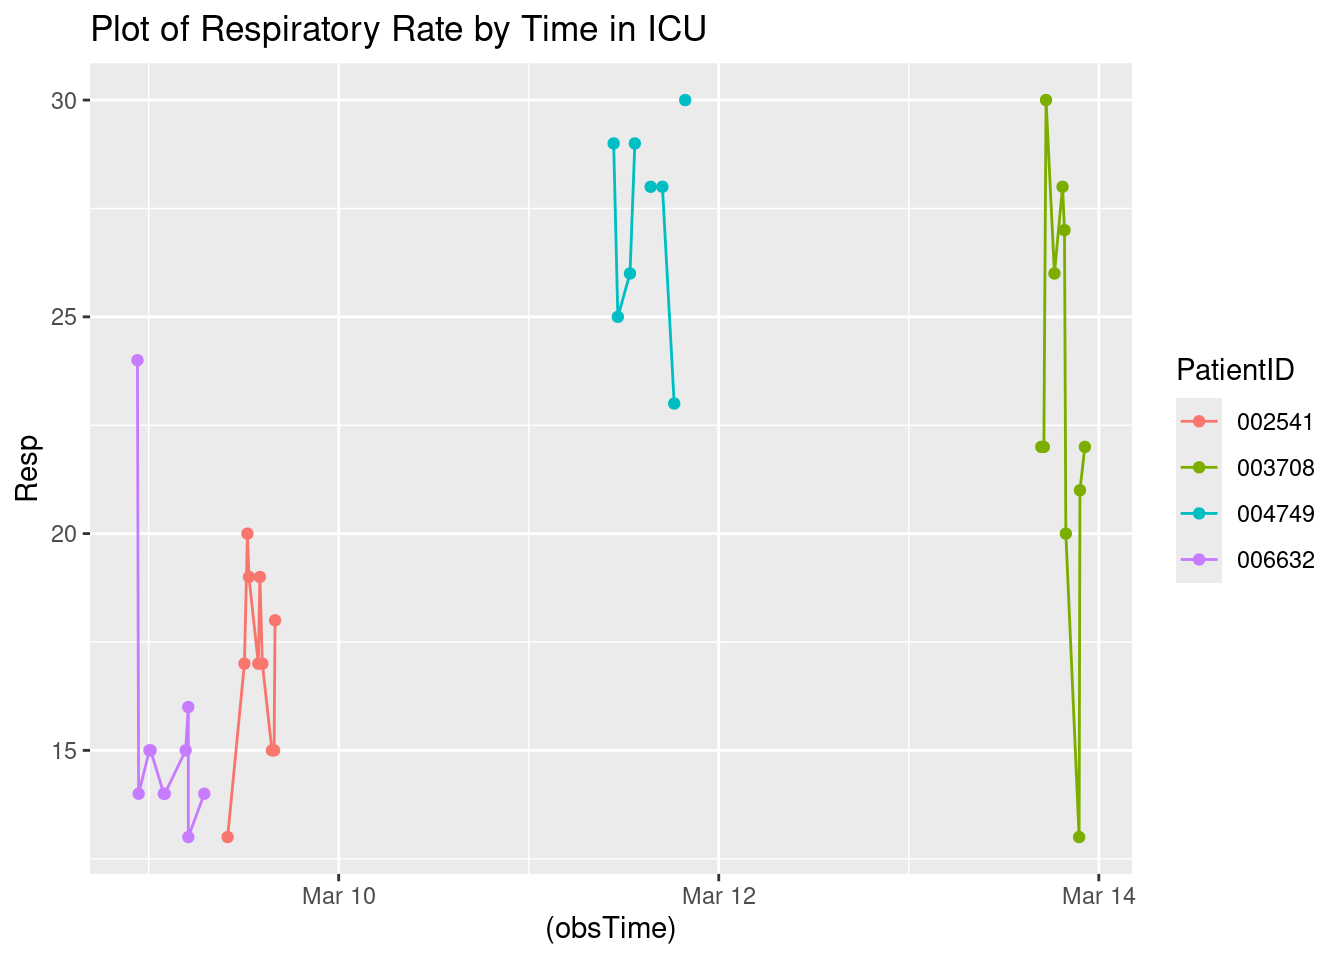 Plot of Respiratory Rate by Time in ICU
30
25
20
15
Resp
Mar 10
Mar 12
Mar 14
(obsTime)
PatientID
002541
003708
004749
006632